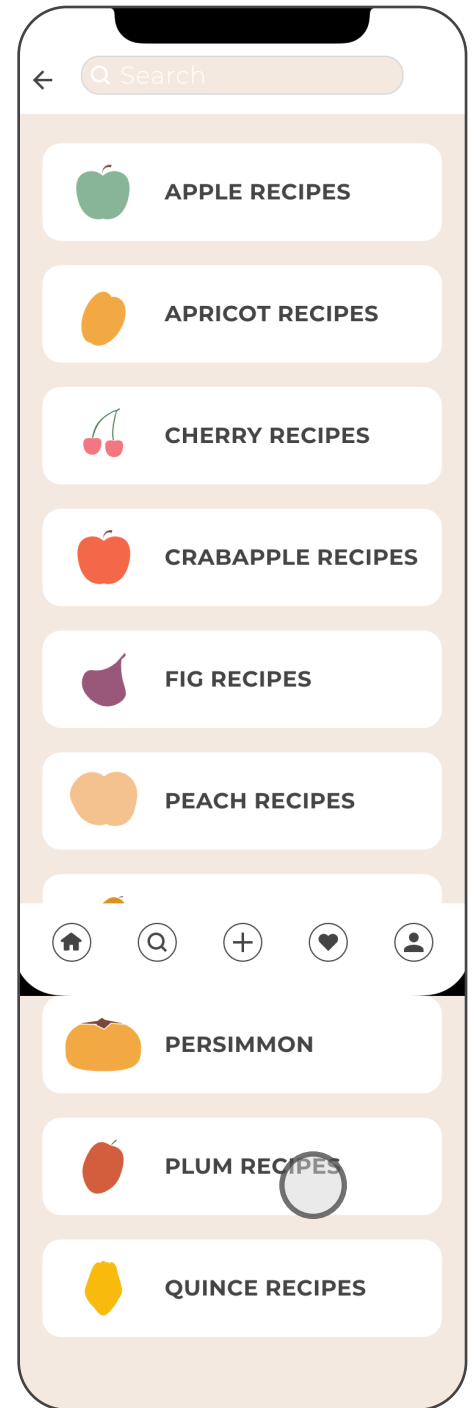 Search
APPLE RECIPES
APRICOT RECIPES
CHERRY RECIPES
CRABAPPLE RECIPES
FIG RECIPES
PEACH RECIPES
PERSIMMON
PLUM RECIPES
QUINCE RECIPES